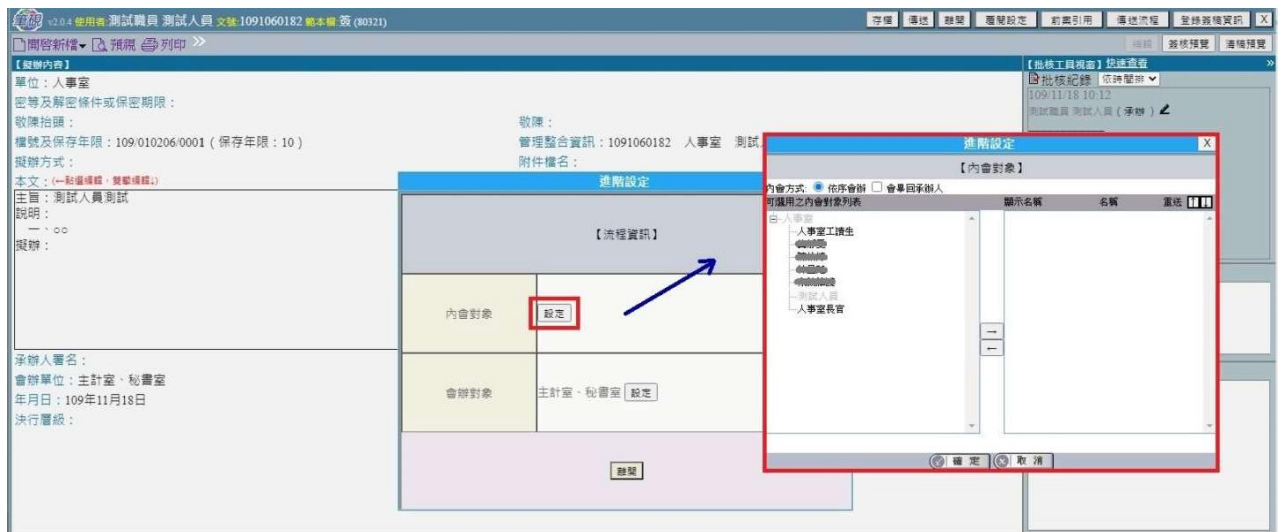 筆硯 v2.0.4 使用者:測試職員 測試人員 文號:1091060182 範本檔:簽 (80321)
存檔 傳送 離開 展開設定 前案引用 傳送流程 登錄簽稿資訊 X
開啟新檔 預視 列印 »
編輯 簽核預覽 清稿預覽
【擬辦內容】
單位：人事室
密等及解密條件或保密期限：
敬陳抬頭：
敬陳：
檔號及保存年限：109/010206/0001（保存年限：10）
管理整合資訊：1091060182 人事室 測試人
擬辦方式：
附件檔名：
本文：(←點選編輯，雙擊編輯↓)
主旨：測試人員測試
說明：
一、○○
擬辦：
承辦人署名：
會辦單位：主計室、秘書室
年月日：109年11月18日
決行層級：
【批核工具視窗】快速查看 »
批核紀錄 依時間排
109/11/18 10:12
測試職員 測試人員 (承辦)
進階設定
【流程資訊】
內會對象
設定
會辦對象
主計室、秘書室 設定
離開
進階設定 X
【內會對象】
內會方式: 依序會辦 會畢回承辦人
可選用之內會對象列表
顯示名稱 名稱 重送 ↑ ↓
人事室
人事室工讀生
測試人員
人事室長官
→
←
確定 取消